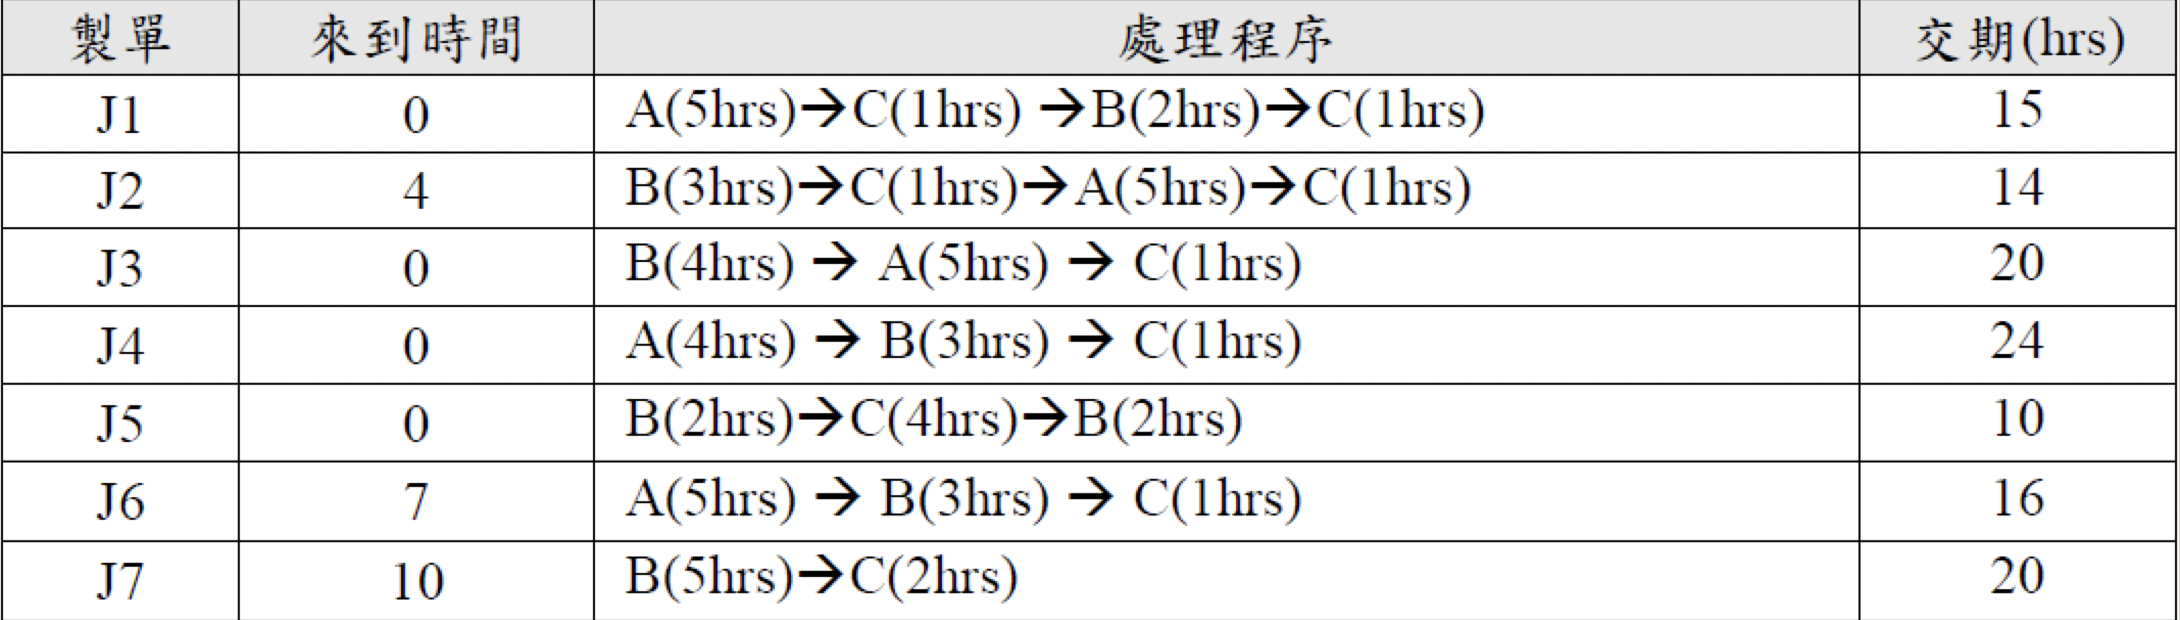 製單 來到時間 處理程序 交期(hrs)
J1 0 A(5hrs)→C(1hrs) →B(2hrs)→C(1hrs) 15
J2 4 B(3hrs)→C(1hrs)→A(5hrs)→C(1hrs) 14
J3 0 B(4hrs) → A(5hrs) → C(1hrs) 20
J4 0 A(4hrs) → B(3hrs) → C(1hrs) 24
J5 0 B(2hrs)→C(4hrs)→B(2hrs) 10
J6 7 A(5hrs) → B(3hrs) → C(1hrs) 16
J7 10 B(5hrs)→C(2hrs) 20